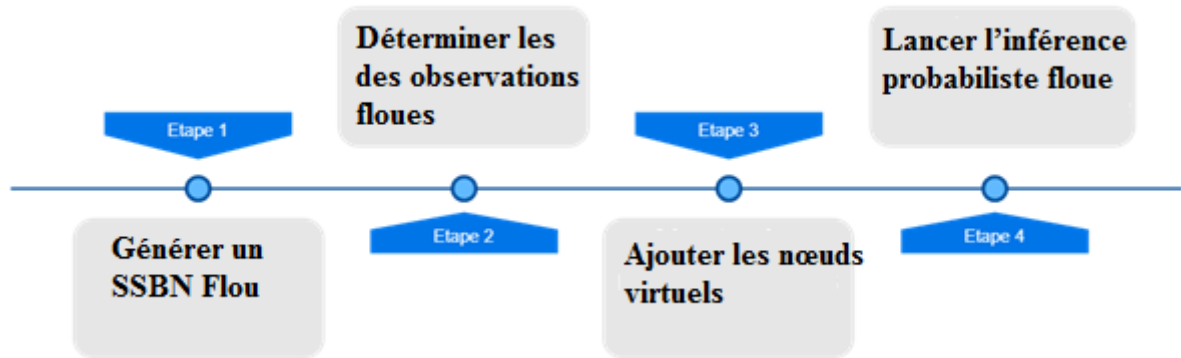 Etape 1
Générer un
SSBN Flou
Déterminer les
des observations
floues
Etape 2
Etape 3
Ajouter les nœuds
virtuels
Lancer l’inférence
probabiliste floue
Etape 4